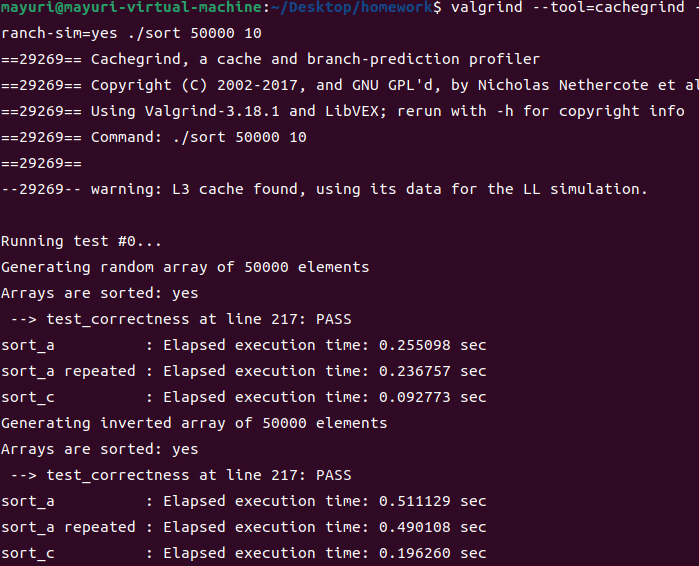 mayuri@mayuri-virtual-machine:~/Desktop/homework$ valgrind --tool=cachegrind -
ranch-sim=yes ./sort 50000 10
==29269== Cachegrind, a cache and branch-prediction profiler
==29269== Copyright (C) 2002-2017, and GNU GPL'd, by Nicholas Nethercote et al
==29269== Using Valgrind-3.18.1 and LibVEX; rerun with -h for copyright info
==29269== Command: ./sort 50000 10
==29269==
--29269-- warning: L3 cache found, using its data for the LL simulation.
Running test #0...
Generating random array of 50000 elements
Arrays are sorted: yes
 --> test_correctness at line 217: PASS
sort_a          : Elapsed execution time: 0.255098 sec
sort_a repeated : Elapsed execution time: 0.236757 sec
sort_c          : Elapsed execution time: 0.092773 sec
Generating inverted array of 50000 elements
Arrays are sorted: yes
 --> test_correctness at line 217: PASS
sort_a          : Elapsed execution time: 0.511129 sec
sort_a repeated : Elapsed execution time: 0.490108 sec
sort_c          : Elapsed execution time: 0.196260 sec